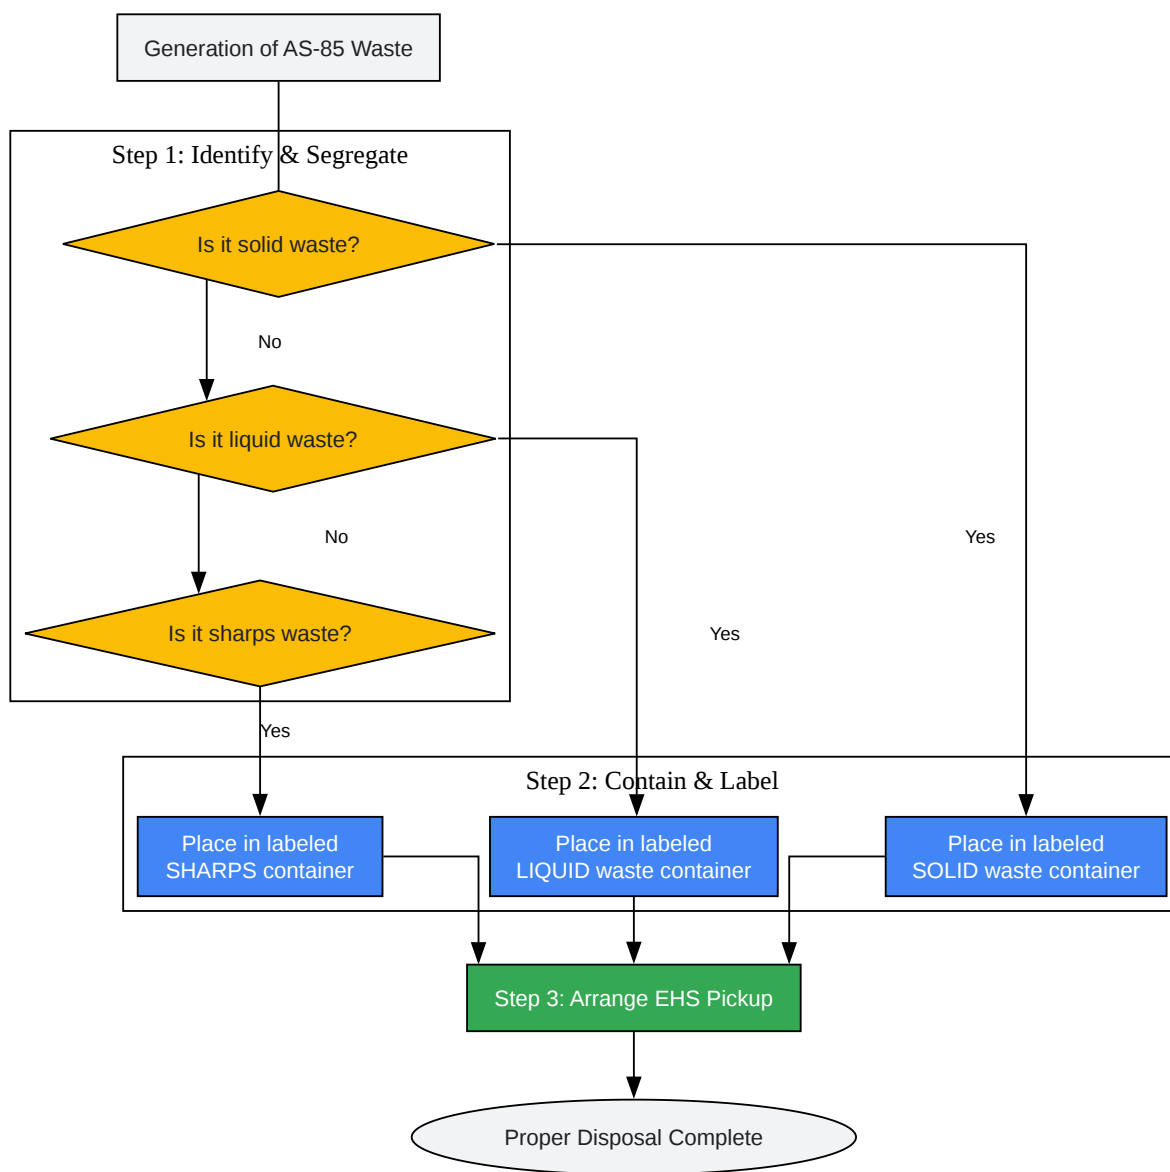 Generation of AS-85 Waste
Step 1: Identify & Segregate
Is it solid waste?
No
Is it liquid waste?
No
Yes
Is it sharps waste?
Yes
Yes
Step 2: Contain & Label
Place in labeled
SHARPS container
Place in labeled
LIQUID waste container
Place in labeled
SOLID waste container
Step 3: Arrange EHS Pickup
Proper Disposal Complete